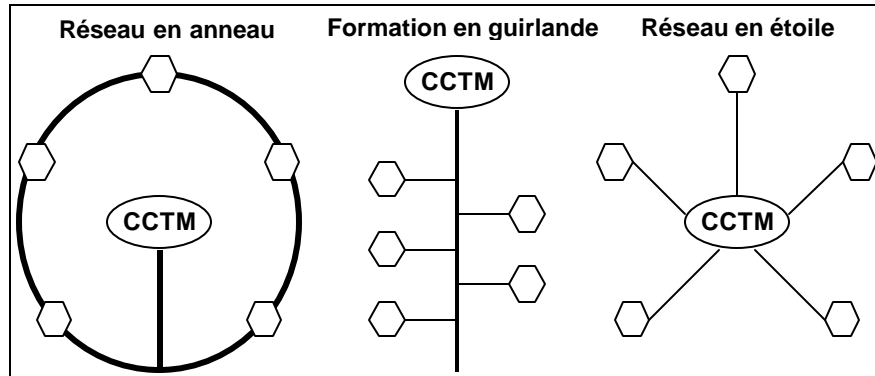 Réseau en anneau
Formation en guirlande
Réseau en étoile
CCTM
CCTM
CCTM